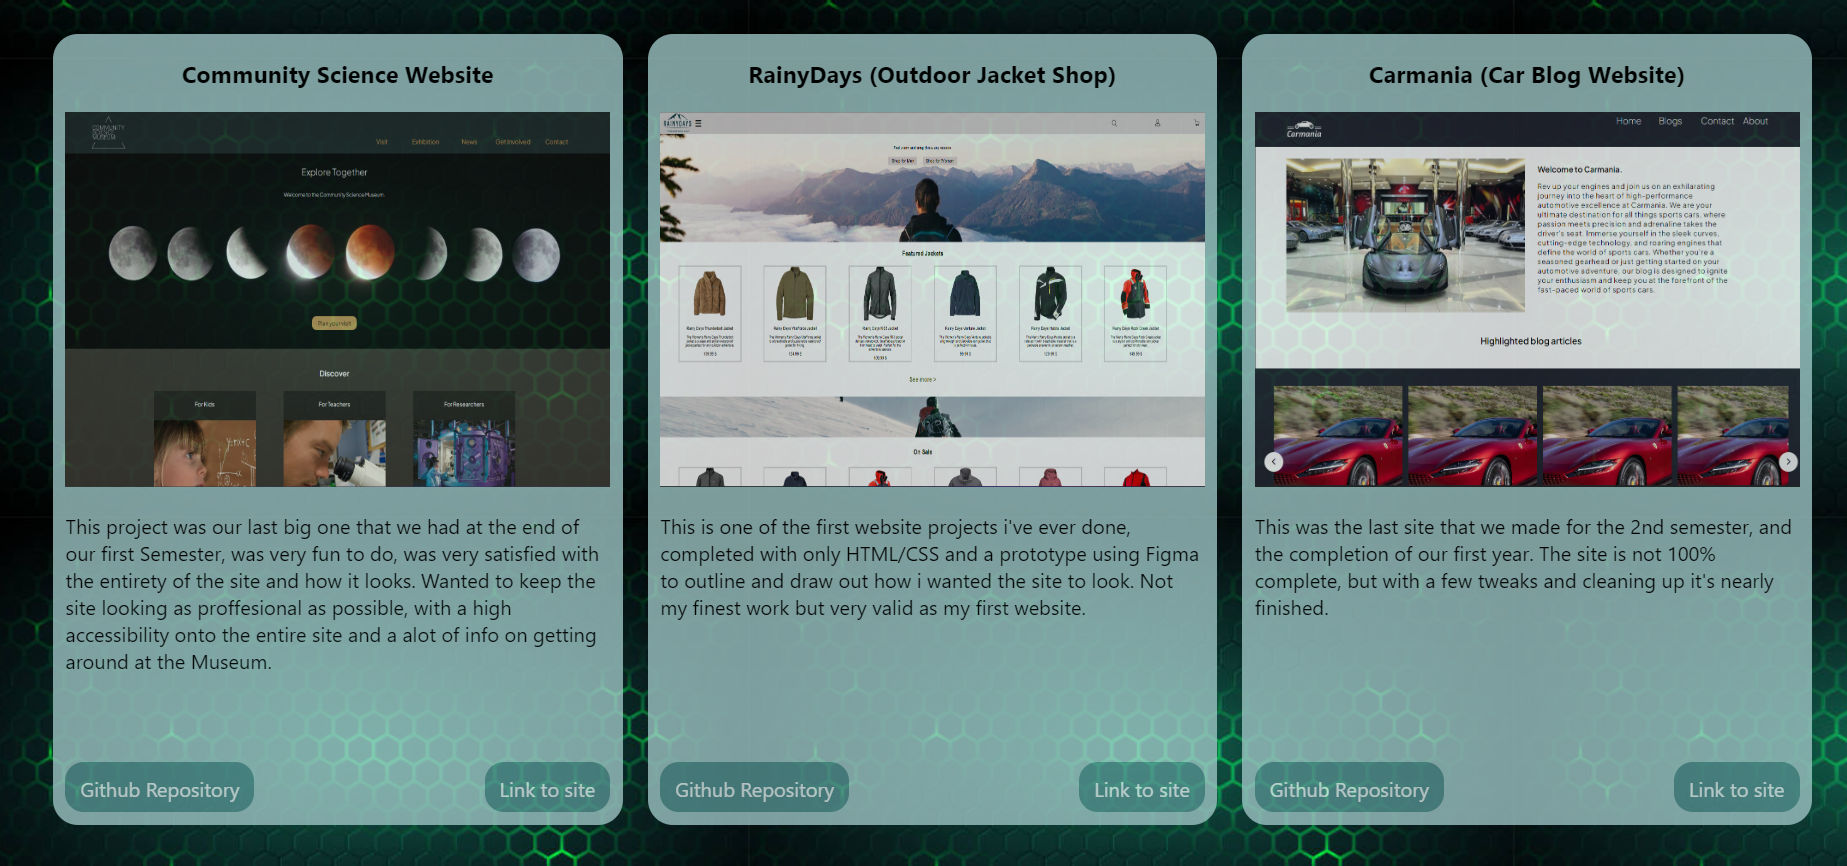 Community Science Website
COMMUNITY
MUSEUM
Visit Exhibition News Get Involved Contact
Explore Together
Welcome to the Community Science Museum.
Plan your visit
Discover
For Kids For Teachers For Researchers
This project was our last big one that we had at the end of
our first Semester, was very fun to do, was very satisfied with
the entirety of the site and how it looks. Wanted to keep the
site looking as proffesional as possible, with a high
accessibility onto the entire site and a alot of info on getting
around at the Museum.
Github Repository Link to site
RainyDays (Outdoor Jacket Shop)
RAINYDAYS
Shop for Men Shop for Women
Featured Jackets
See more >
On Sale
This is one of the first website projects i've ever done,
completed with only HTML/CSS and a prototype using Figma
to outline and draw out how i wanted the site to look. Not
my finest work but very valid as my first website.
Github Repository Link to site
Carmania (Car Blog Website)
Carmania
Home Blogs Contact About
Welcome to Carmania.
Rev up your engines and join us on an exhilarating
journey into the heart of high-performance
automotive excellence at Carmania. We are your
ultimate destination for all things sports cars, where
passion meets precision and adrenaline takes the
driver's seat. Immerse yourself in the sleek curves,
cutting-edge technology, and roaring engines that
define the world of sports cars. Whether you're a
seasoned gearhead or just getting started on your
automotive adventure, our blog is designed to ignite
your enthusiasm and keep you at the forefront of the
fast-paced world of sports cars.
Highlighted blog articles
This was the last site that we made for the 2nd semester, and
the completion of our first year. The site is not 100%
complete, but with a few tweaks and cleaning up it's nearly
finished.
Github Repository Link to site